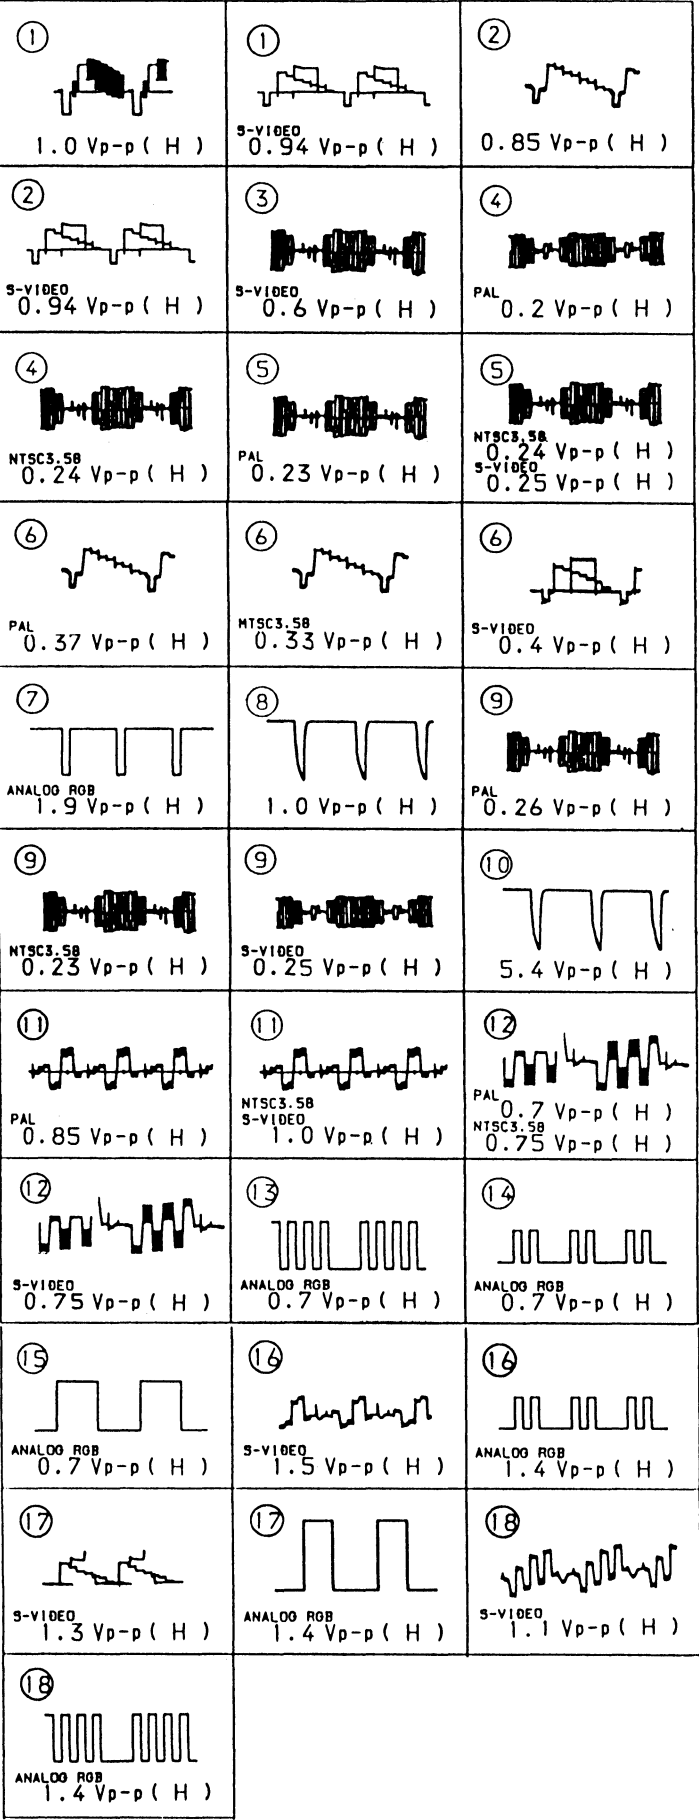 ①
1.0 Vp-p ( H )
①
S-VIDEO
0.94 Vp-p ( H )
②
0.85 Vp-p ( H )
②
S-VIDEO
0.94 Vp-p ( H )
③
S-VIDEO
0.6 Vp-p ( H )
④
PAL
0.2 Vp-p ( H )
④
NTSC3.58
0.24 Vp-p ( H )
⑤
PAL
0.23 Vp-p ( H )
⑤
NTSC3.58
0.24 Vp-p ( H )
S-VIDEO
0.25 Vp-p ( H )
⑥
PAL
0.37 Vp-p ( H )
⑥
MTSC3.58
0.33 Vp-p ( H )
⑥
S-VIDEO
0.4 Vp-p ( H )
⑦
ANALOG RGB
1.9 Vp-p ( H )
⑧
1.0 Vp-p ( H )
⑨
PAL
0.26 Vp-p ( H )
⑨
NTSC3.58
0.23 Vp-p ( H )
⑨
S-VIDEO
0.25 Vp-p ( H )
⑩
5.4 Vp-p ( H )
⑪
PAL
0.85 Vp-p ( H )
⑪
NTSC3.58
S-VIDEO
1.0 Vp-p ( H )
⑫
PAL
0.7 Vp-p ( H )
NTSC3.58
0.75 Vp-p ( H )
⑫
S-VIDEO
0.75 Vp-p ( H )
⑬
ANALOG RGB
0.7 Vp-p ( H )
⑭
ANALOG RGB
0.7 Vp-p ( H )
⑮
ANALOG RGB
0.7 Vp-p ( H )
⑯
S-VIDEO
1.5 Vp-p ( H )
⑯
ANALOG RGB
1.4 Vp-p ( H )
⑰
S-VIDEO
1.3 Vp-p ( H )
⑰
ANALOG RGB
1.4 Vp-p ( H )
⑱
S-VIDEO
1.1 Vp-p ( H )
⑱
ANALOG RGB
1.4 Vp-p ( H )